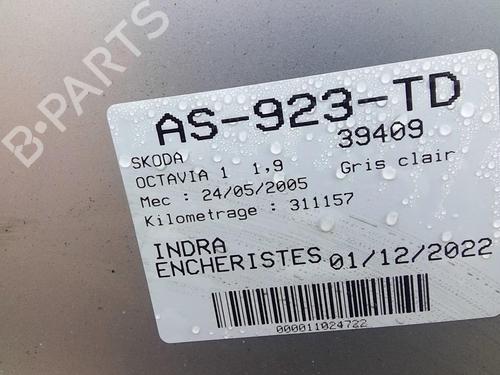 B-PARTS
AS-923-TD
39409
SKODA
OCTAVIA 1 1,9 Gris clair
Mec : 24/05/2005
Kilometrage : 311157
INDRA
ENCHERISTES 01/12/2022
000011024722